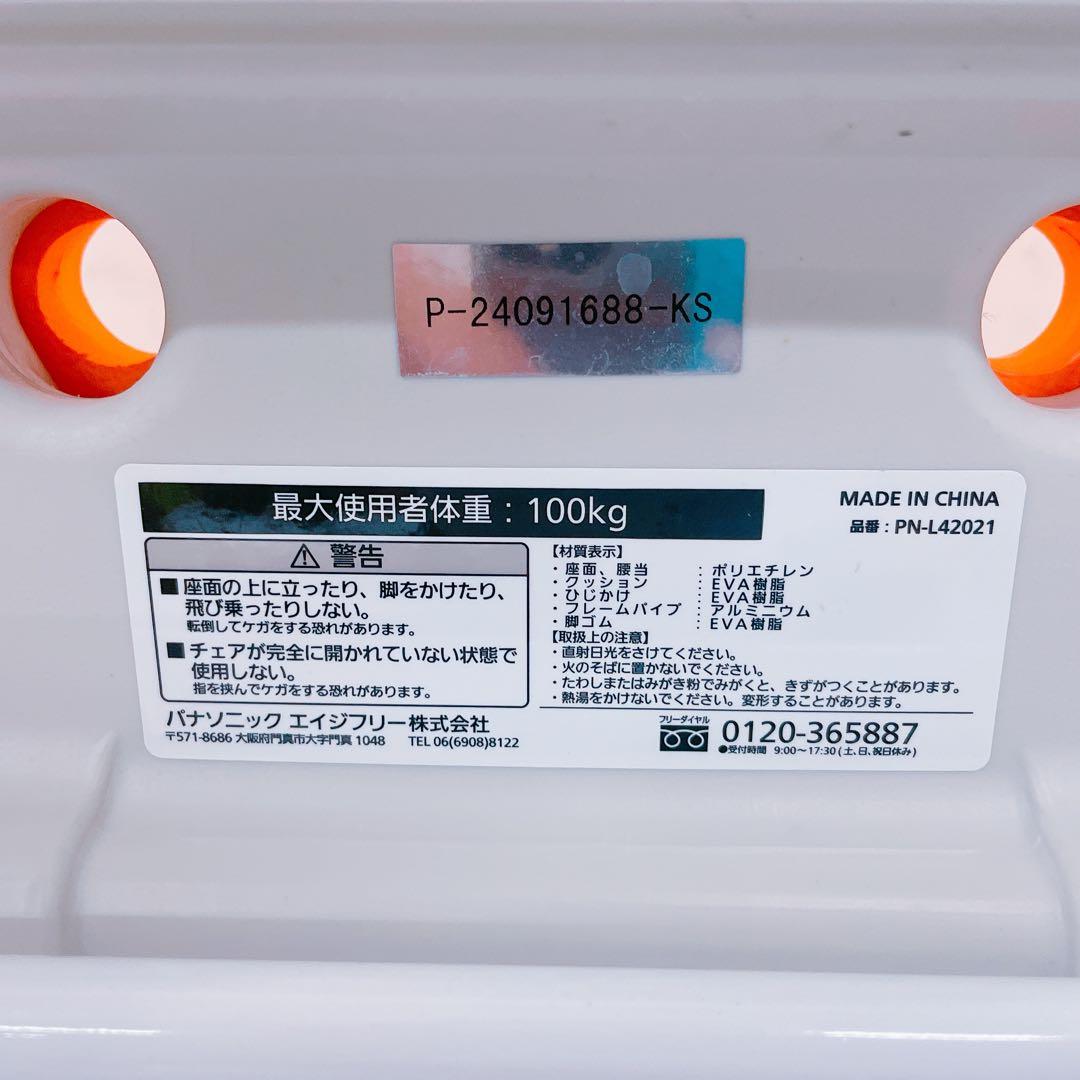 P-24091688-KS
最大使用者体重：100kg
MADE IN CHINA
品番：PN-L42021
⚠ 警告
■座面の上に立ったり、脚をかけたり、
飛び乗ったりしない。
転倒してケガをする恐れがあります。
■チェアが完全に開かれていない状態で
使用しない。
指を挟んでケガをする恐れがあります。
【材質表示】
・座面、腰当 ：ポリエチレン
・クッション ：EVA樹脂
・ひじかけ ：EVA樹脂
・フレームパイプ ：アルミニウム
・脚ゴム ：EVA樹脂
【取扱上の注意】
・直射日光をさけてください。
・火のそばに置かないでください。
・たわしまたはみがき粉でみがくと、きずがつくことがあります。
・熱湯をかけないでください。変形することがあります。
パナソニック エイジフリー株式会社
〒571-8686 大阪府門真市大字門真 1048 TEL 06(6908)8122
フリーダイヤル
0120-365887
●受付時間 9:00～17:30(土、日、祝日休み)